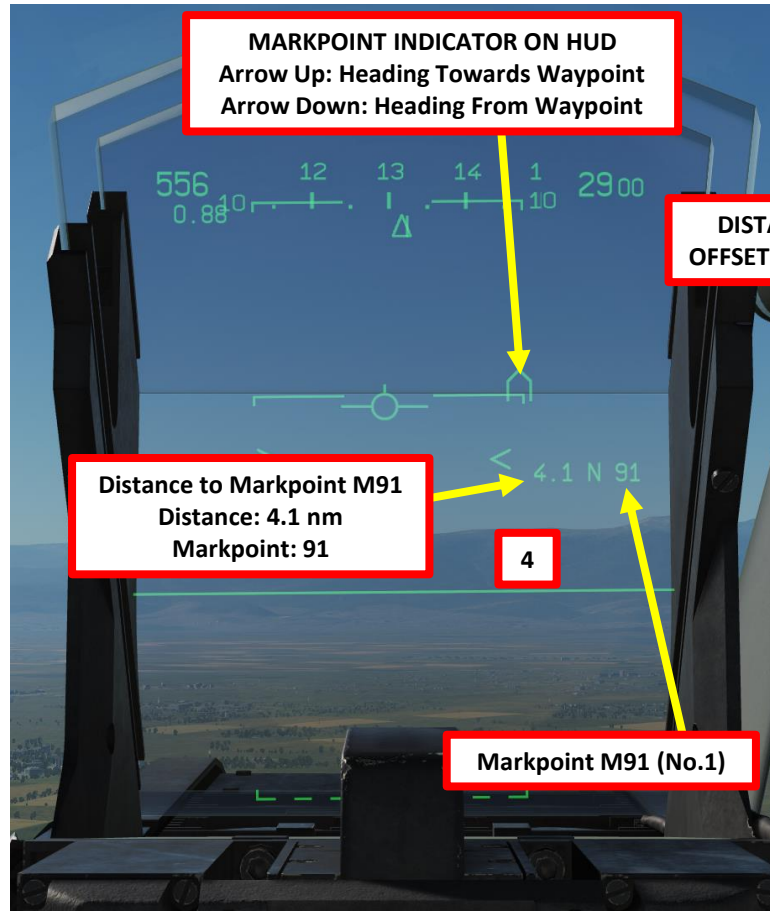 MARKPOINT INDICATOR ON HUD
Arrow Up: Heading Towards Waypoint
Arrow Down: Heading From Waypoint
12 13 14 1
556 2900
0.88 10 10
DISTA
OFFSET
< 4.1 N 91
Distance to Markpoint M91
Distance: 4.1 nm
Markpoint: 91
4
Markpoint M91 (No.1)